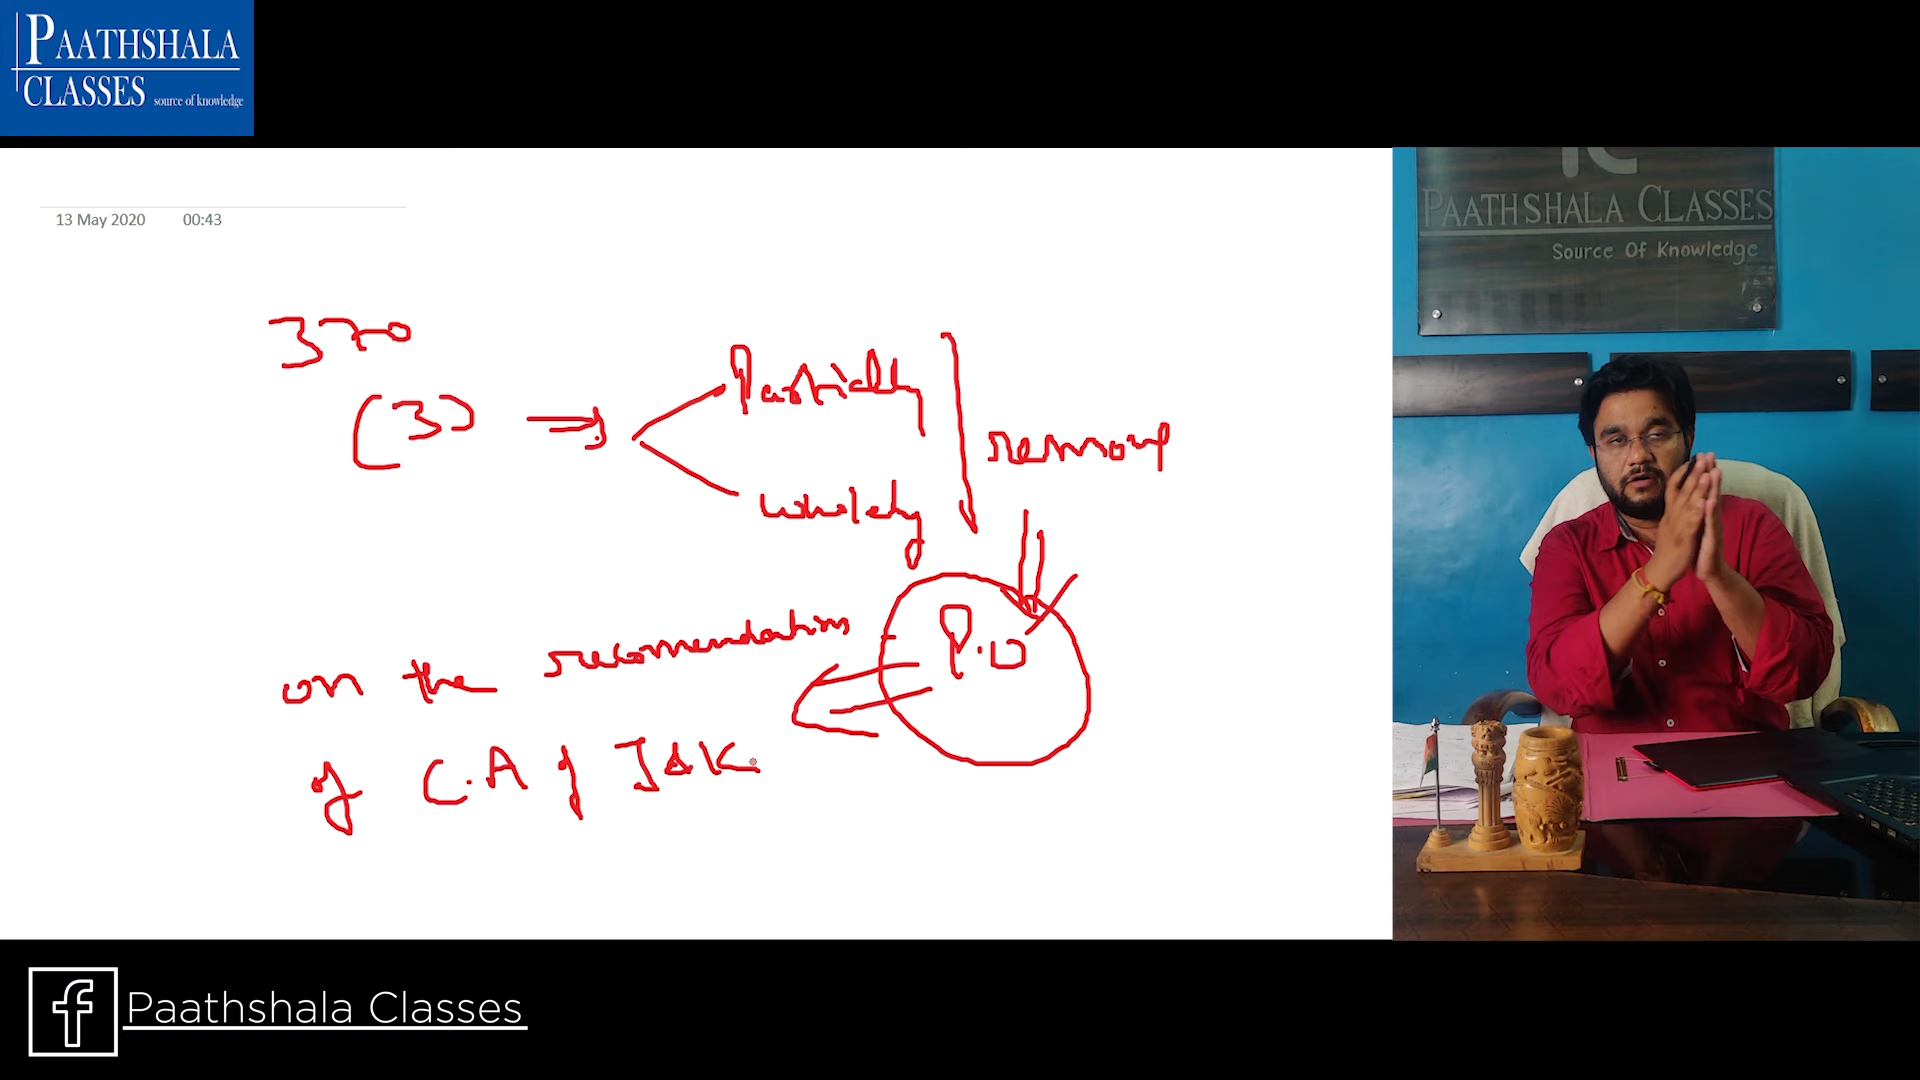 PAATHSHALA
CLASSES source of knowledge
PAATHSHALA CLASSES
Source Of Knowledge
13 May 2020 00:43
370
(3)
Partially
remove
wholely
P.O
on the recomendation
of C.A of J&K
Paathshala Classes